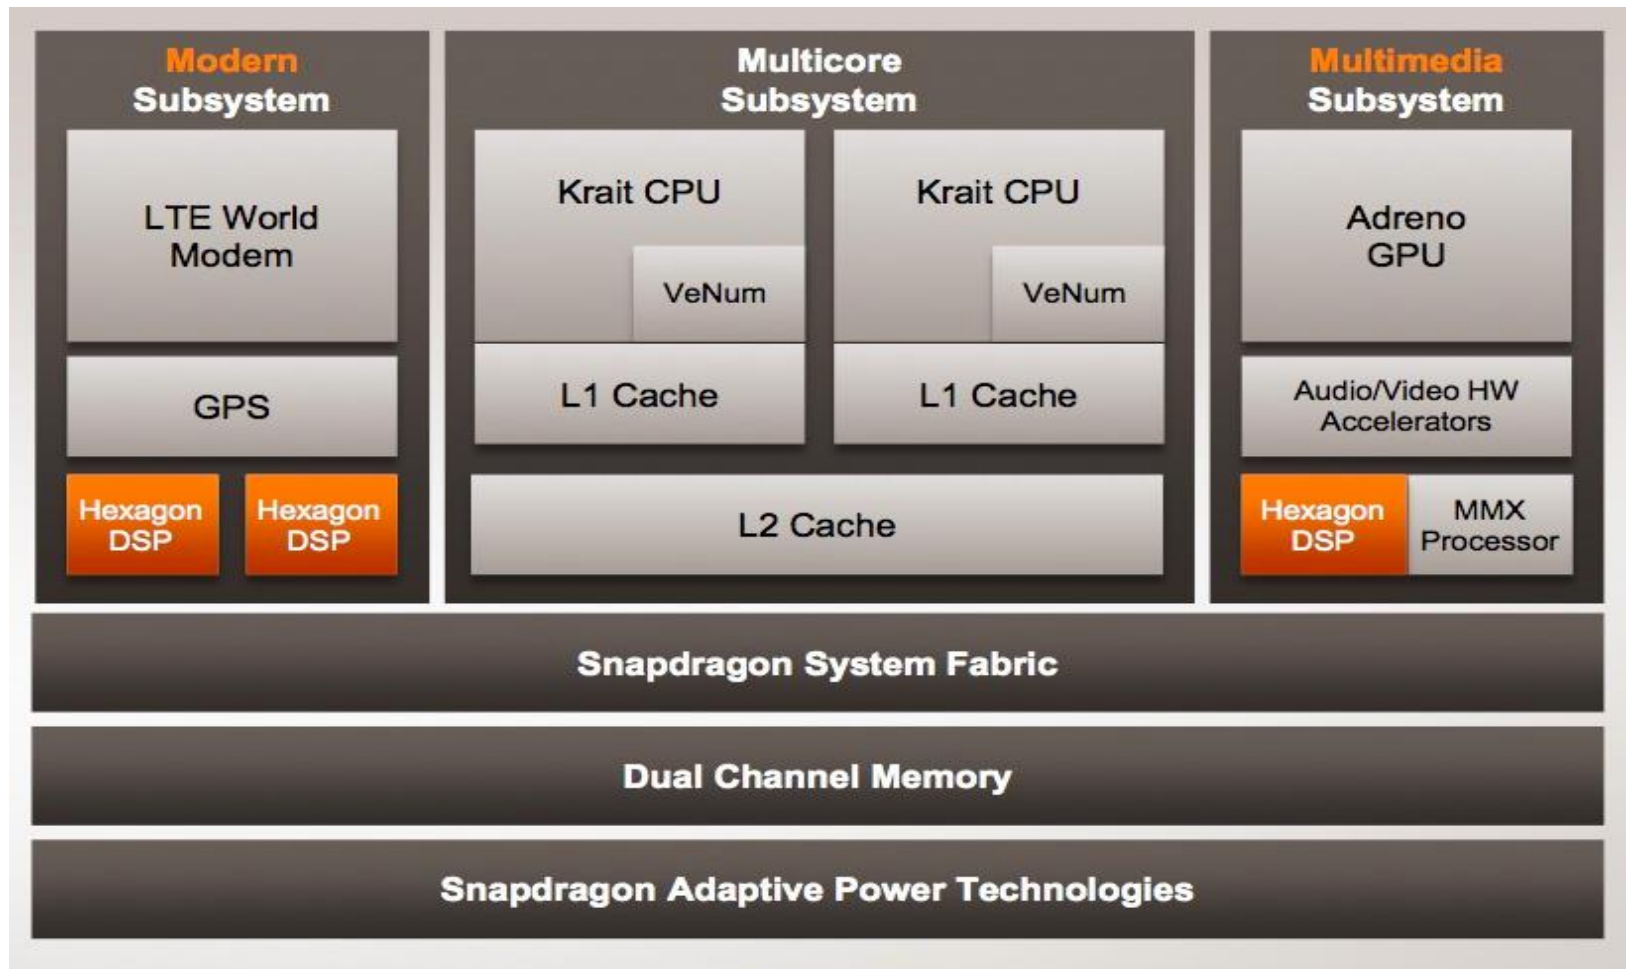 Modern
Subsystem
LTE World
Modem
GPS
Hexagon
DSP
Hexagon
DSP
Multicore
Subsystem
Krait CPU
VeNum
L1 Cache
Krait CPU
VeNum
L1 Cache
L2 Cache
Multimedia
Subsystem
Adreno
GPU
Audio/Video HW
Accelerators
Hexagon
DSP
MMX
Processor
Snapdragon System Fabric
Dual Channel Memory
Snapdragon Adaptive Power Technologies